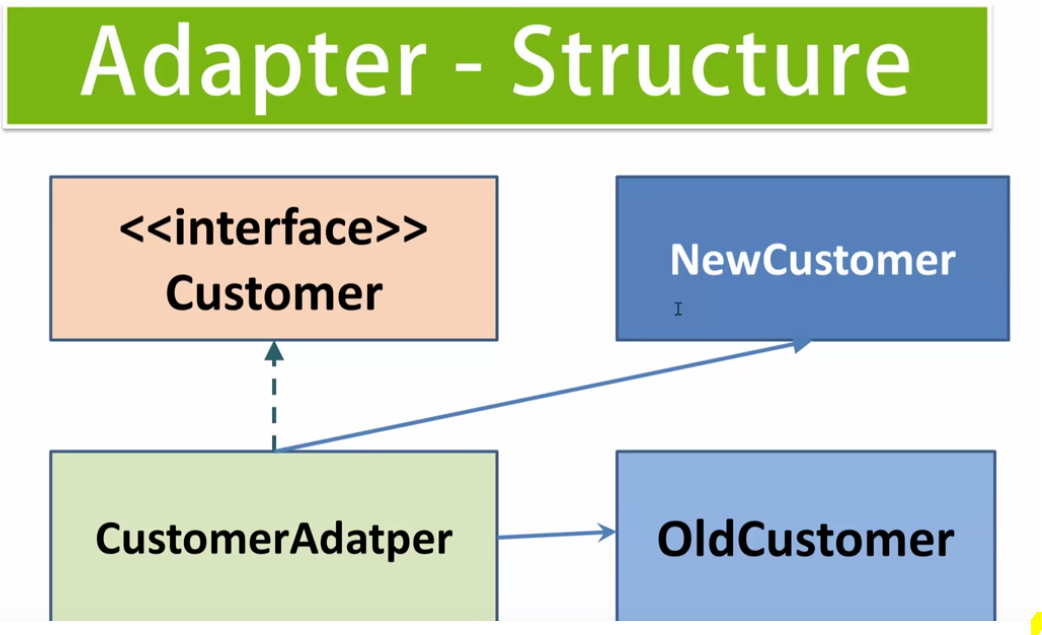 Adapter - Structure
<<interface>>
Customer
NewCustomer
CustomerAdatper
OldCustomer